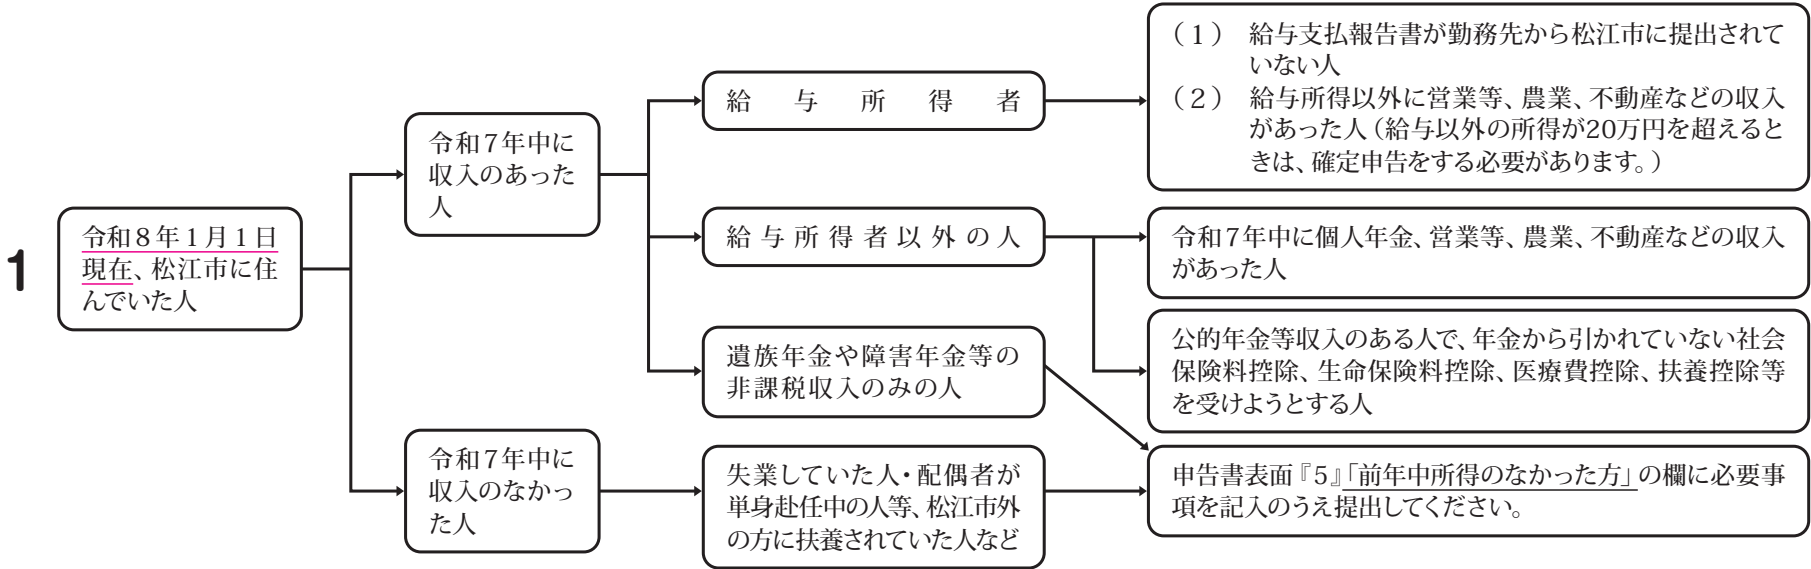 1
令和8年1月1日
現在、松江市に住
んでいた人
令和7年中に
収入のあった
人
令和7年中に
収入のなかっ
た人
給与所得者
給与所得者以外の人
遺族年金や障害年金等の
非課税収入のみの人
失業していた人・配偶者が
単身赴任中の人等、松江市外
の方に扶養されていた人など
(1) 給与支払報告書が勤務先から松江市に提出されて
いない人
(2) 給与所得以外に営業等、農業、不動産などの収入
があった人(給与以外の所得が20万円を超えると
きは、確定申告をする必要があります。)
令和7年中に個人年金、営業等、農業、不動産などの収入
があった人
公的年金等収入のある人で、年金から引かれていない社会
保険料控除、生命保険料控除、医療費控除、扶養控除等
を受けようとする人
申告書表面『5』「前年中所得のなかった方」の欄に必要事
項を記入のうえ提出してください。